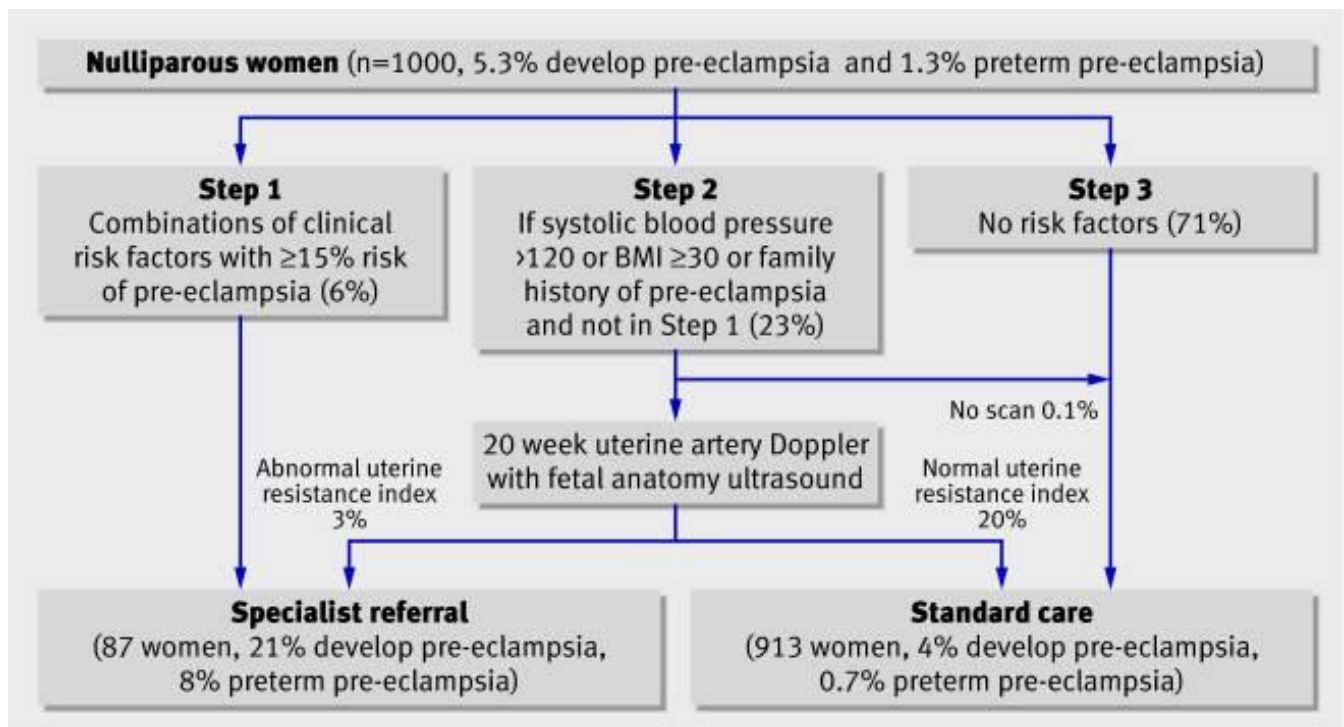 Nulliparous women (n=1000, 5.3% develop pre-eclampsia and 1.3% preterm pre-eclampsia)
Step 1
Combinations of clinical
risk factors with ≥15% risk
of pre-eclampsia (6%)
Step 2
If systolic blood pressure
>120 or BMI ≥30 or family
history of pre-eclampsia
and not in Step 1 (23%)
Step 3
No risk factors (71%)
No scan 0.1%
20 week uterine artery Doppler
with fetal anatomy ultrasound
Abnormal uterine
resistance index
3%
Normal uterine
resistance index
20%
Specialist referral
(87 women, 21% develop pre-eclampsia,
8% preterm pre-eclampsia)
Standard care
(913 women, 4% develop pre-eclampsia,
0.7% preterm pre-eclampsia)